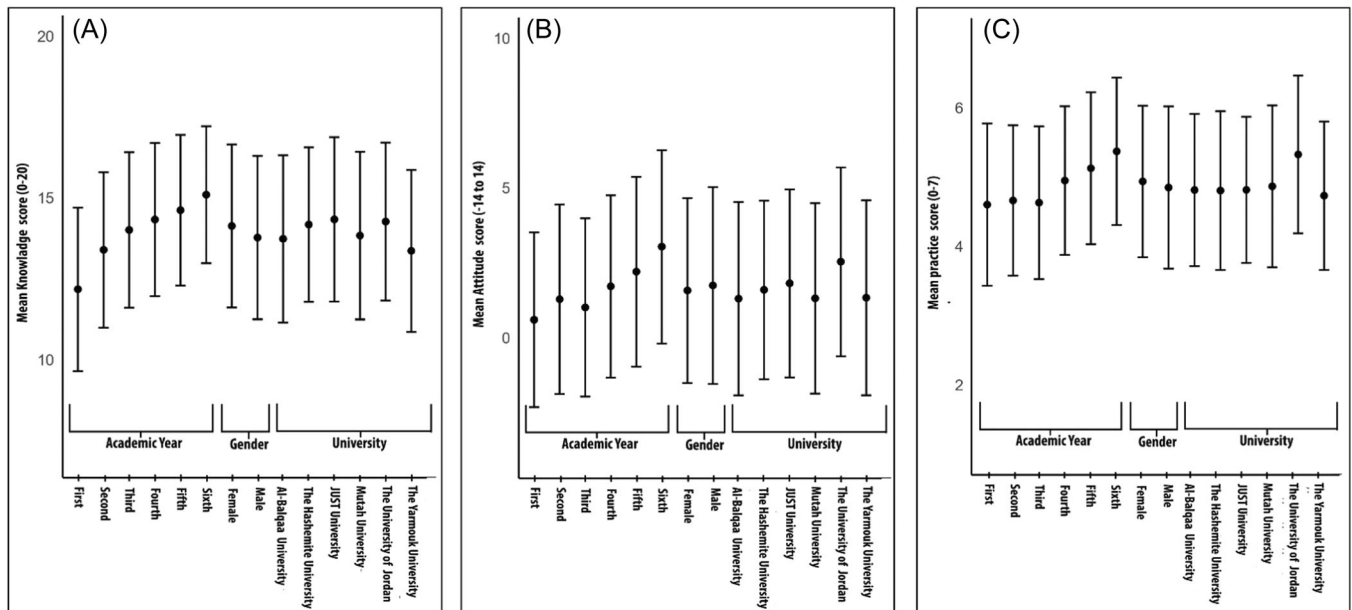 (A)
20
15
10
Mean Knowladge score (0-20)
Academic Year
Gender
University
First
Second
Third
Fourth
Fifth
Sixth
Female
Male
Al-Balqaa University
The Hashemite University
JUST University
Mutah University
The University of Jordan
The Yarmouk University
(B)
10
5
0
Mean Attitude score (-14 to 14)
Academic Year
Gender
University
First
Second
Third
Fourth
Fifth
Sixth
Female
Male
Al-Balqaa University
The Hashemite University
JUST University
Mutah University
The University of Jordan
The Yarmouk University
(C)
6
4
2
Mean practice score (0-7)
Academic Year
Gender
University
First
Second
Third
Fourth
Fifth
Sixth
Female
Male
Al-Balqaa University
The Hashemite University
JUST University
Mutah University
The University of Jordan
The Yarmouk University